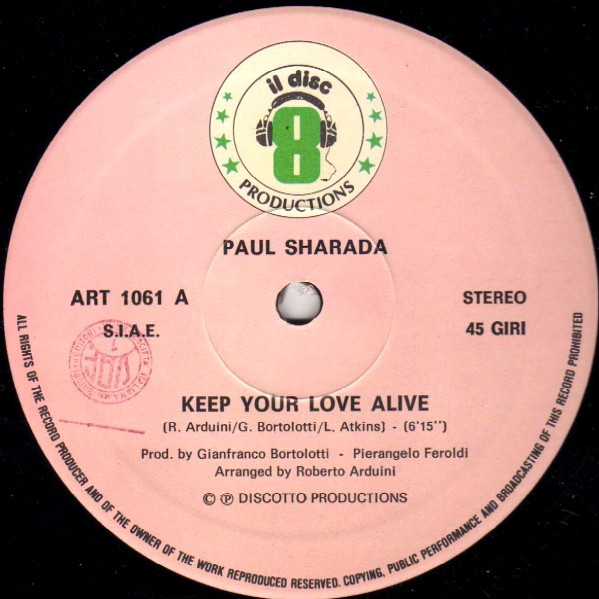 il disc
8
PRODUCTIONS
PAUL SHARADA
ART 1061 A
STEREO
S.I.A.E.
45 GIRI
KEEP YOUR LOVE ALIVE
(R. Arduini/G. Bortolotti/L. Atkins) - (6'15'')
Prod. by Gianfranco Bortolotti - Pierangelo Feroldi
Arranged by Roberto Arduini
© ℗ DISCOTTO PRODUCTIONS
ALL RIGHTS OF THE RECORD PRODUCER AND OF THE OWNER OF THE WORK REPRODUCED RESERVED. COPYING, PUBLIC PERFORMANCE AND BROADCASTING OF THIS RECORD PROHIBITED